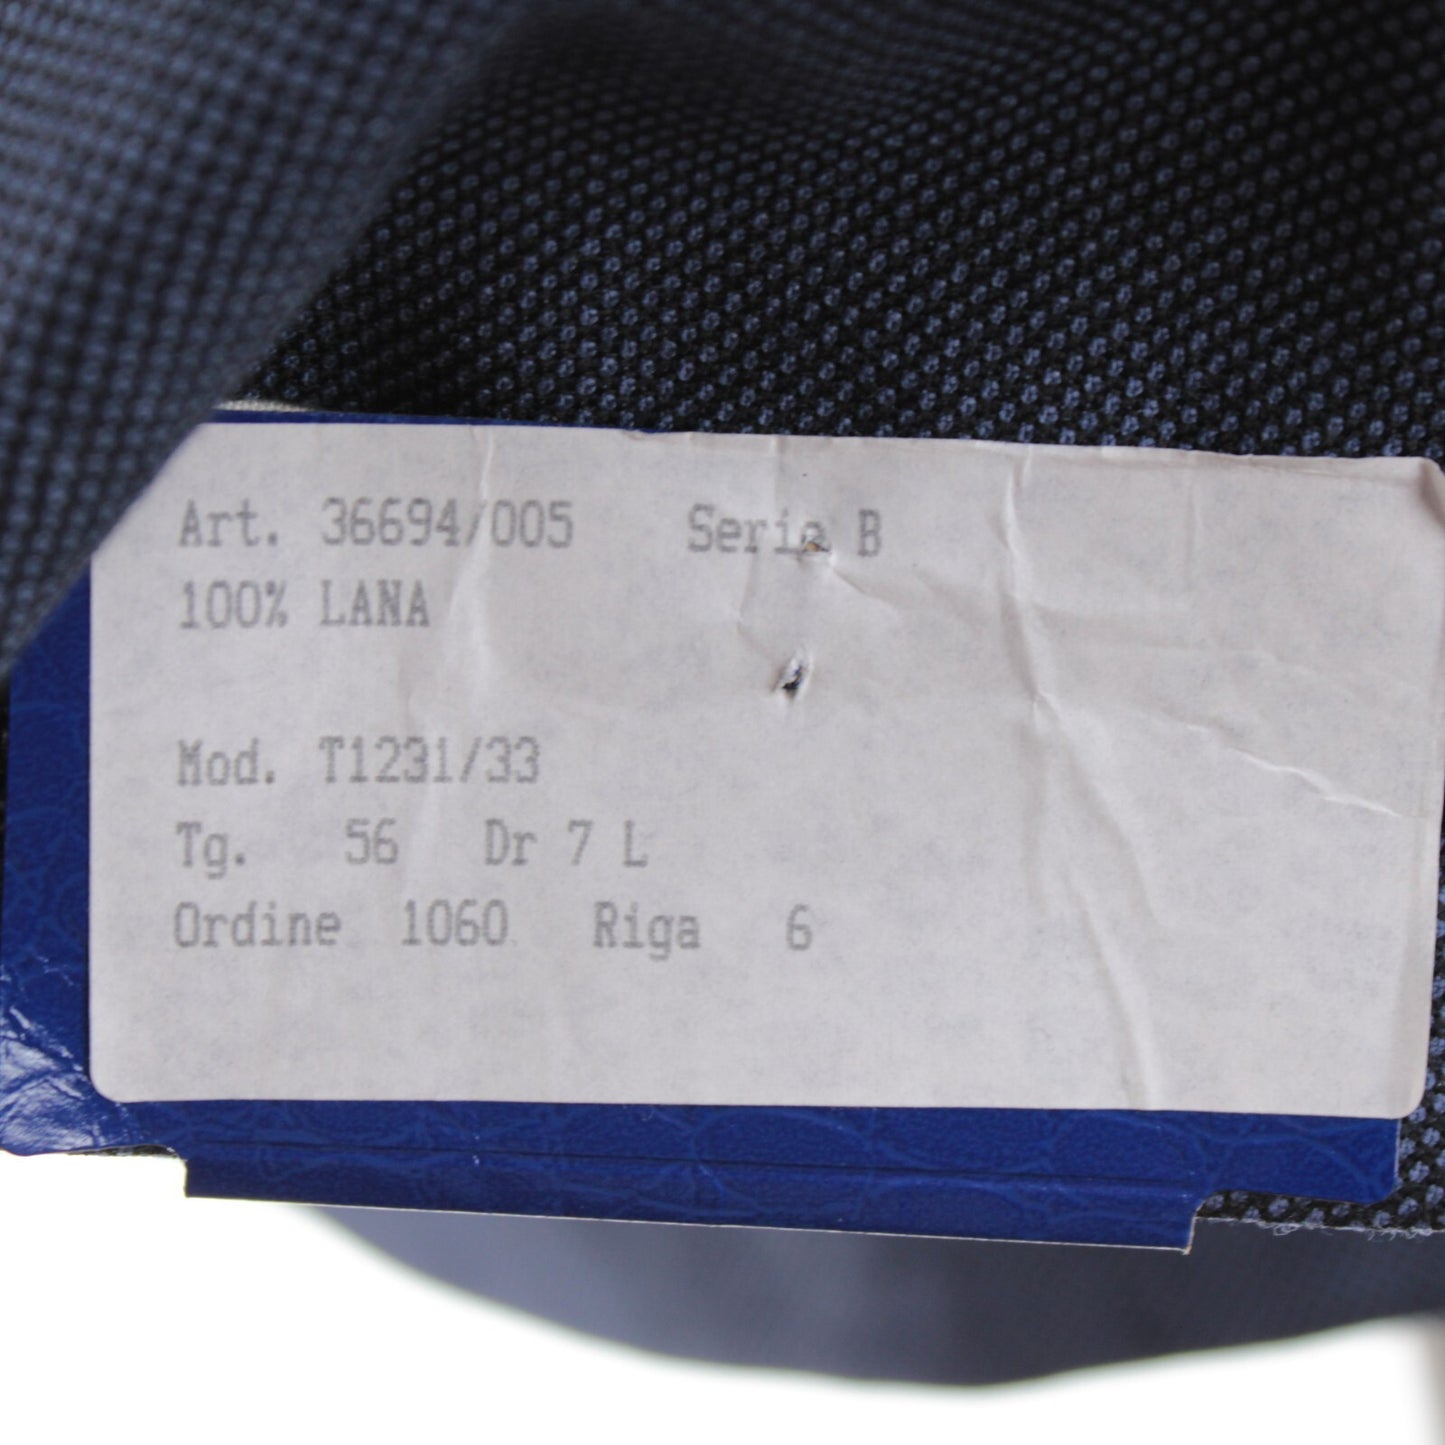 Art. 36694/005 Serie B
100% LANA
Mod. T1231/33
Tg. 56 Dr 7 L
Ordine 1060 Riga 6